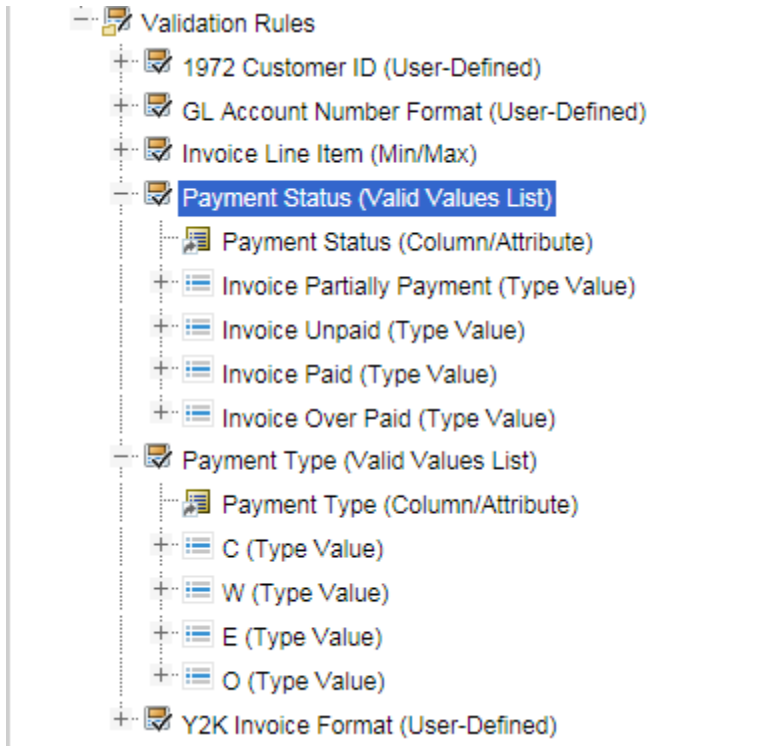 Validation Rules
1972 Customer ID (User-Defined)
GL Account Number Format (User-Defined)
Invoice Line Item (Min/Max)
Payment Status (Valid Values List)
Payment Status (Column/Attribute)
Invoice Partially Payment (Type Value)
Invoice Unpaid (Type Value)
Invoice Paid (Type Value)
Invoice Over Paid (Type Value)
Payment Type (Valid Values List)
Payment Type (Column/Attribute)
C (Type Value)
W (Type Value)
E (Type Value)
O (Type Value)
Y2K Invoice Format (User-Defined)